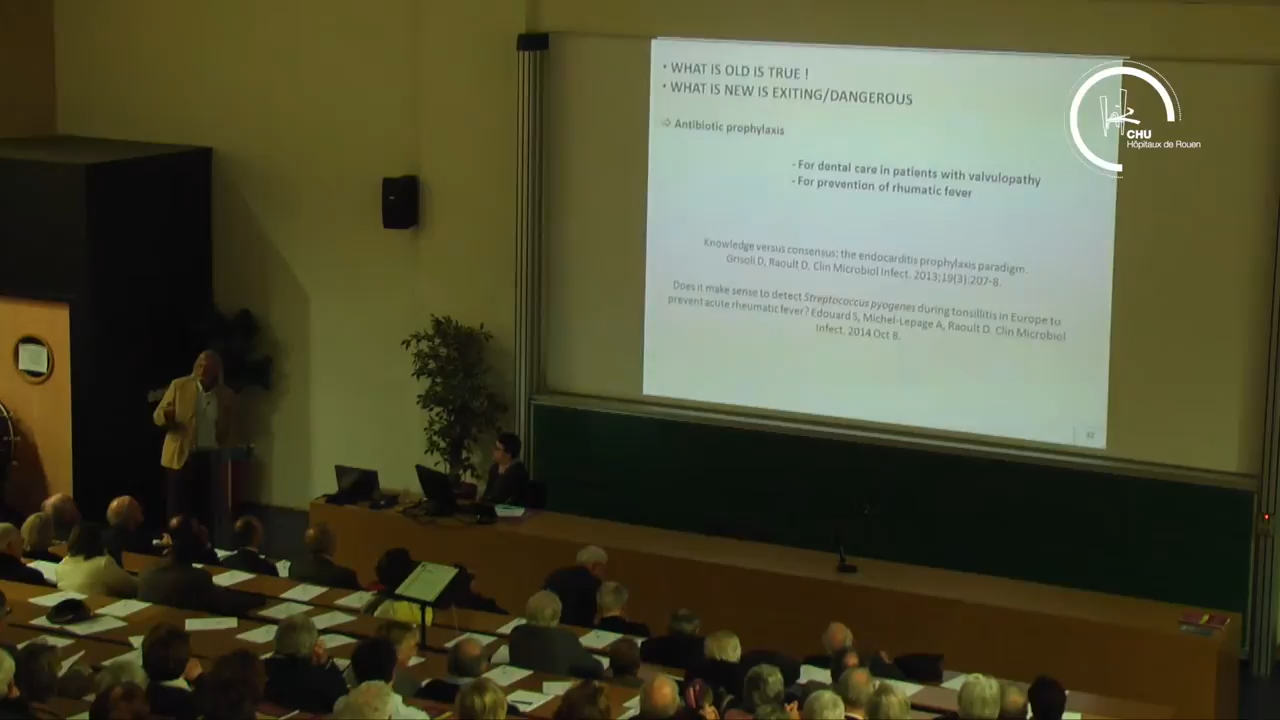 • WHAT IS OLD IS TRUE !
• WHAT IS NEW IS EXITING/DANGEROUS
⇨ Antibiotic prophylaxis
- For dental care in patients with valvulopathy
- For prevention of rhumatic fever
Knowledge versus consensus: the endocarditis prophylaxis paradigm.
Grisoli D, Raoult D. Clin Microbiol Infect. 2013;19(3):207-8.
Does it make sense to detect Streptococcus pyogenes during tonsillitis in Europe to
prevent acute rheumatic fever? Edouard S, Michel-Lepage A, Raoult D. Clin Microbiol
Infect. 2014 Oct 8.
CHU
Hôpitaux de Rouen